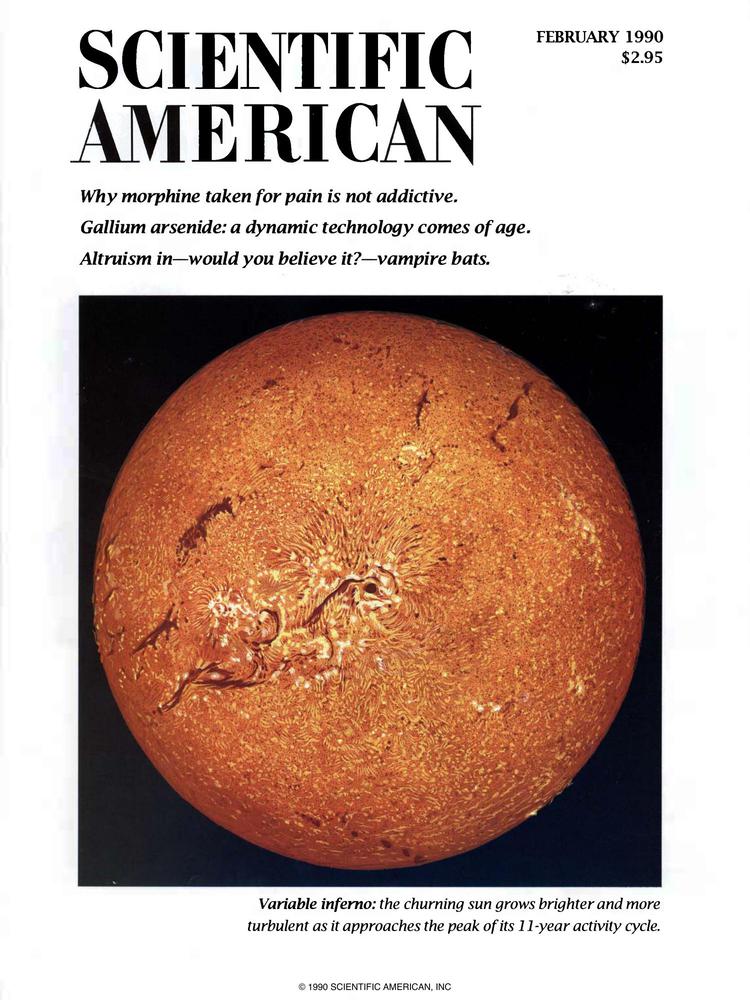 SCIENTIFIC
AMERICAN
FEBRUARY 1990
$2.95
Why morphine taken for pain is not addictive.
Gallium arsenide: a dynamic technology comes of age.
Altruism in—would you believe it?—vampire bats.
Variable inferno: the churning sun grows brighter and more
turbulent as it approaches the peak of its 11-year activity cycle.
© 1990 SCIENTIFIC AMERICAN, INC